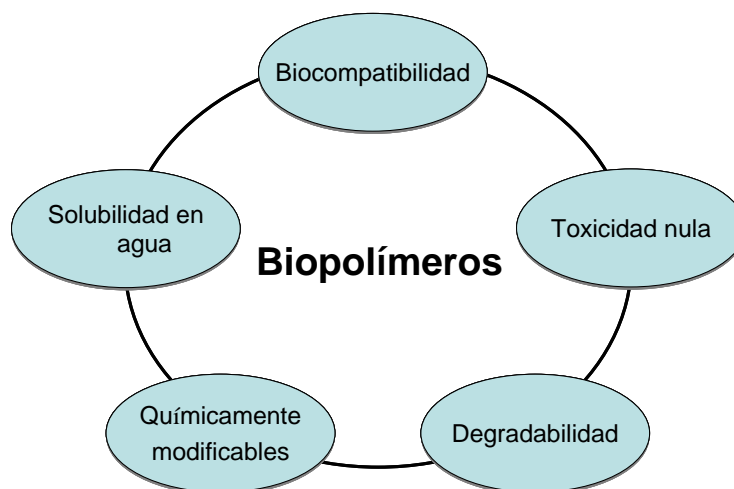 Biocompatibilidad
Solubilidad en
agua
Toxicidad nula
Biopolímeros
Químicamente
modificables
Degradabilidad